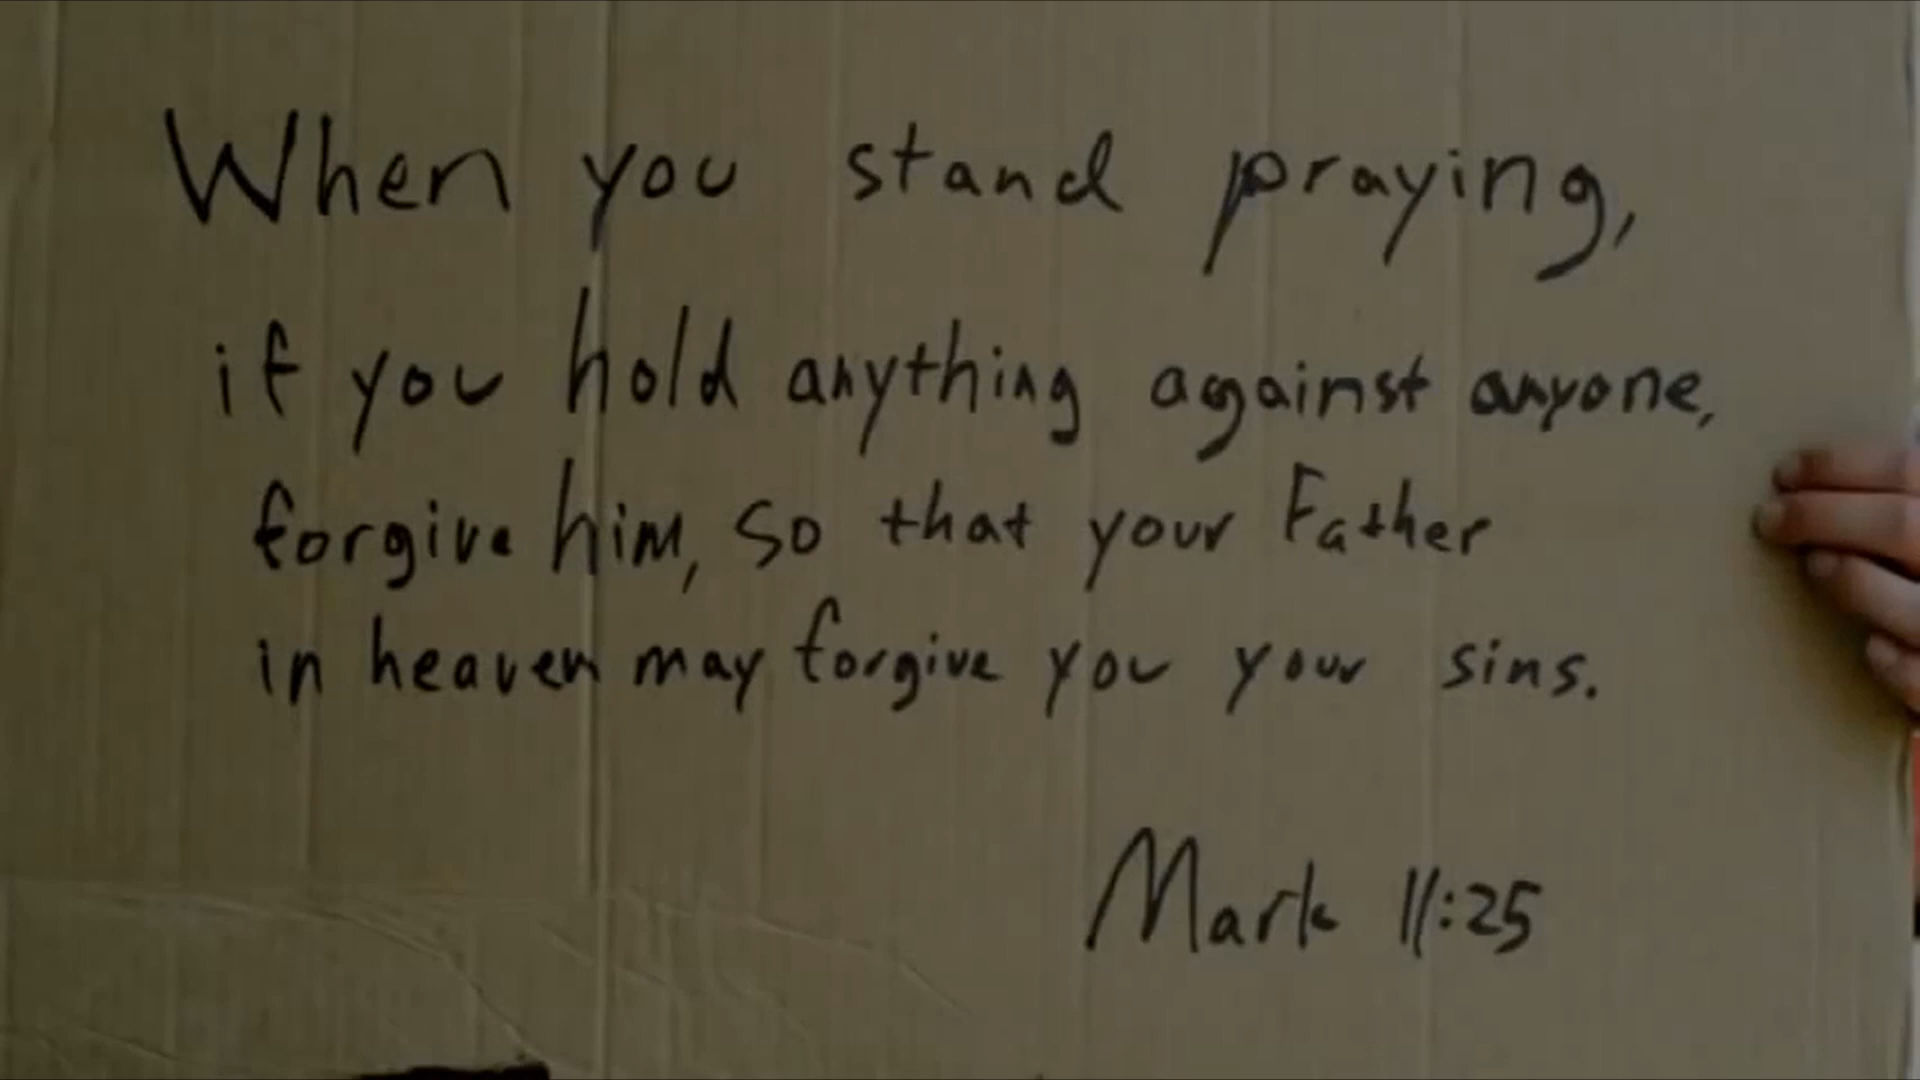 When you stand praying,
if you hold anything against anyone,
forgive him, so that your Father
in heaven may forgive you your sins.
Mark 11:25